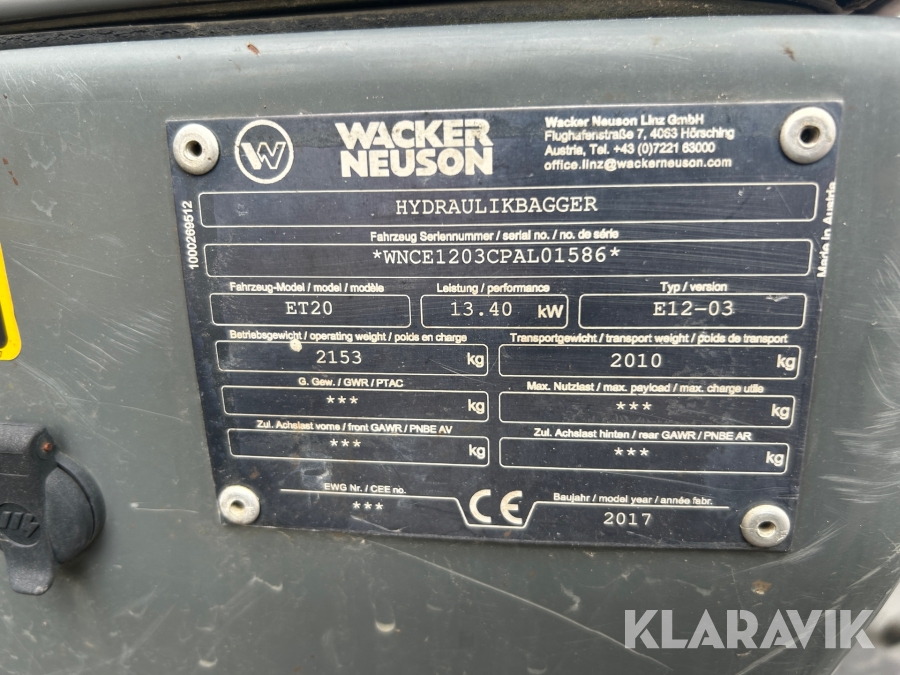 W
WACKER
NEUSON
Wacker Neuson Linz GmbH
Flughafenstraße 7, 4063 Hörsching
Austria, Tel. +43 (0)7221 63000
office.linz@wackerneuson.com
1000269512
Made in Austria
HYDRAULIKBAGGER
Fahrzeug Seriennummer / serial no. / no. de série
*WNCE1203CPAL01586*
Fahrzeug-Model / model / modèle
ET20
Leistung / performance
13.40 kW
Typ / version
E12-03
Betriebsgewicht / operating weight / poids en charge
2153 kg
Transportgewicht / transport weight / poids de transport
2010 kg
G. Gew. / GWR / PTAC
*** kg
Max. Nutzlast / max. payload / max. charge utile
*** kg
Zul. Achslast vorne / front GAWR / PNBE AV
*** kg
Zul. Achslast hinten / rear GAWR / PNBE AR
*** kg
EWG Nr. / CEE no.
***
CE
Baujahr / model year / année fabr.
2017
KLARAVIK